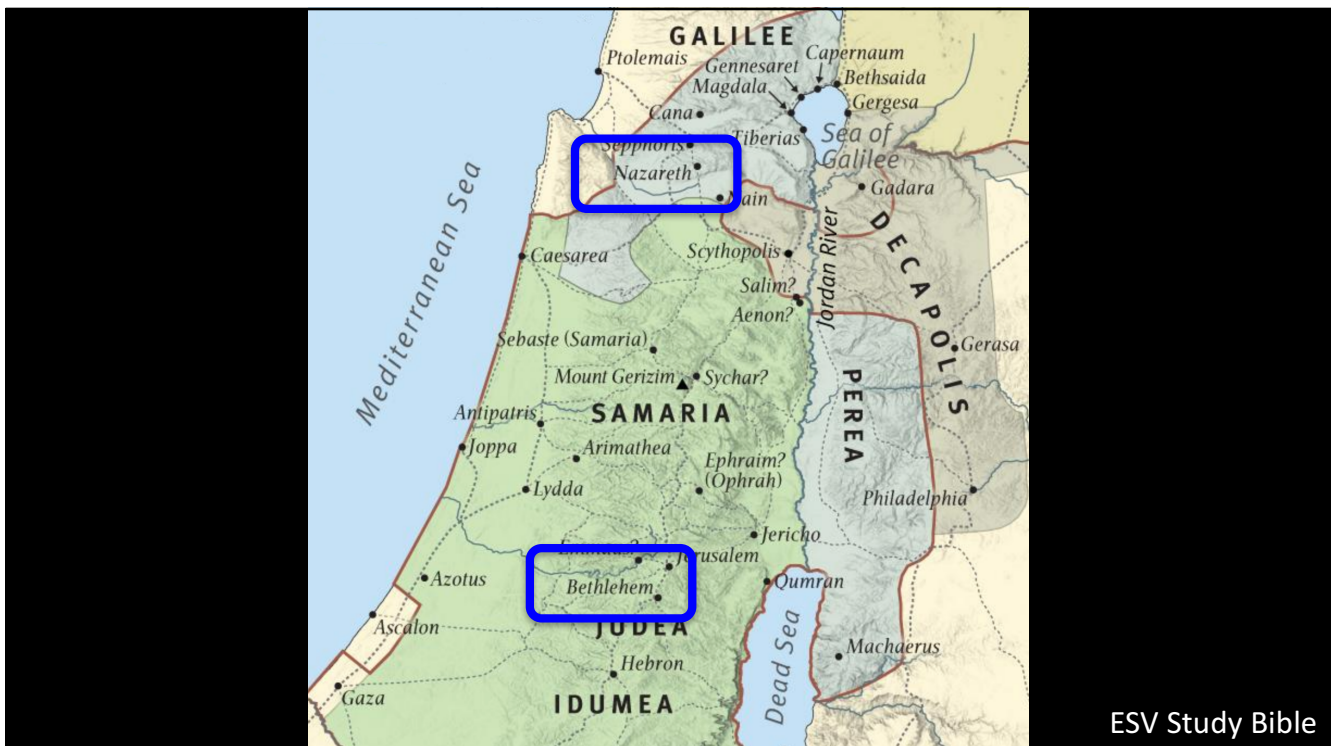 GALILEE
Ptolemais
Capernaum
Gennesaret
Bethsaida
Magdala
Gergesa
Cana
Tiberias
Sea of
Galilee
Sepphoris
Nazareth
Gadara
Nain
Mediterranean Sea
DECAPOLIS
Jordan River
Caesarea
Scythopolis
Salim?
Aenon?
Sebaste (Samaria)
Gerasa
Mount Gerizim
Sychar?
PEREA
SAMARIA
Antipatris
Joppa
Arimathea
Ephraim?
(Ophrah)
Lydda
Philadelphia
Jericho
Emmaus?
Jerusalem
Azotus
Bethlehem
Qumran
Ascalon
JUDEA
Dead Sea
Machaerus
Hebron
Gaza
IDUMEA
ESV Study Bible